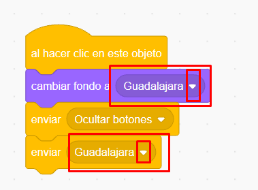 al hacer clic en este objeto
cambiar fondo a Guadalajara
enviar Ocultar botones
enviar Guadalajara